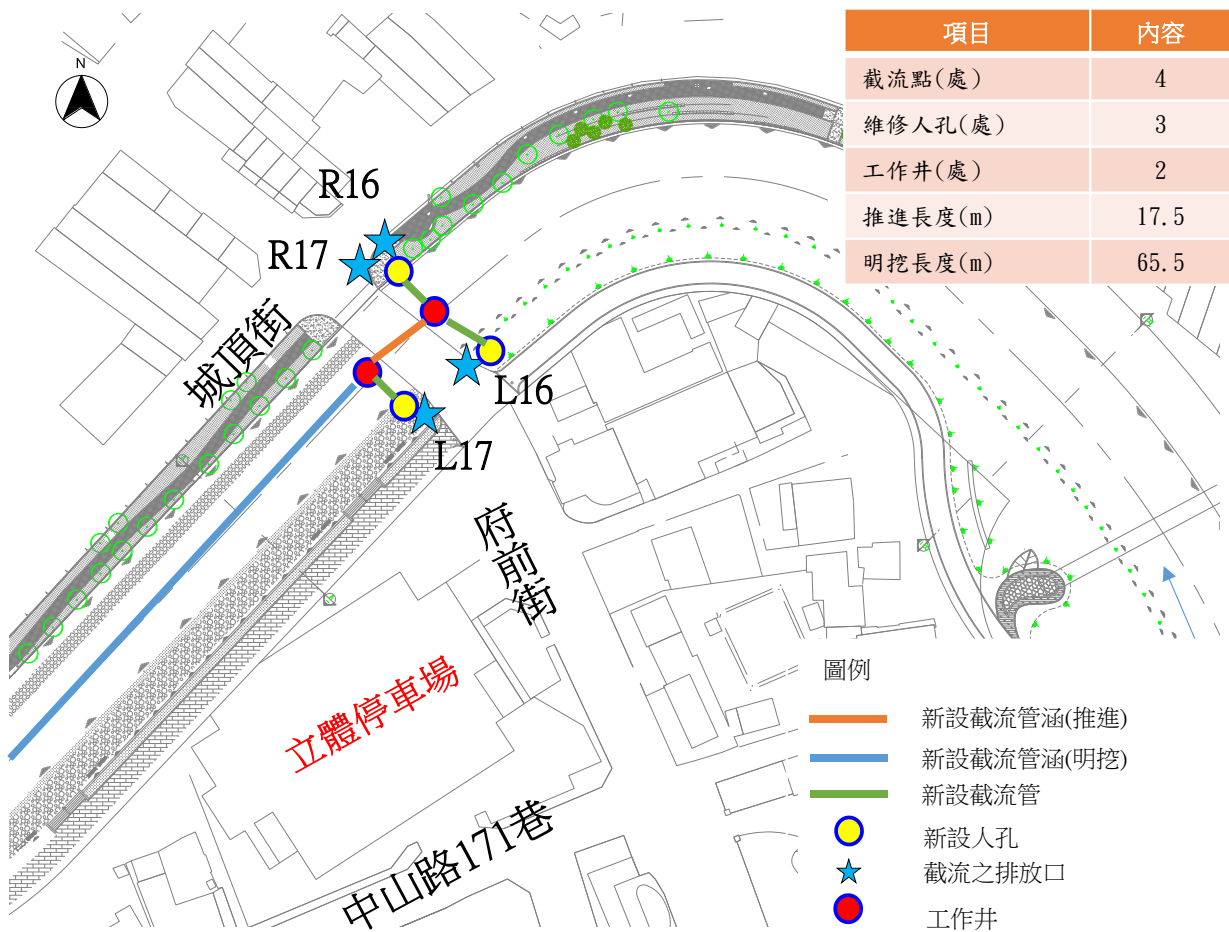 N
項目 內容
截流點(處) 4
維修人孔(處) 3
工作井(處) 2
推進長度(m) 17.5
明挖長度(m) 65.5
R16
R17
城頂街
L16
L17
府前街
立體停車場
中山路171巷
圖例
新設截流管涵(推進)
新設截流管涵(明挖)
新設截流管
新設人孔
截流之排放口
工作井